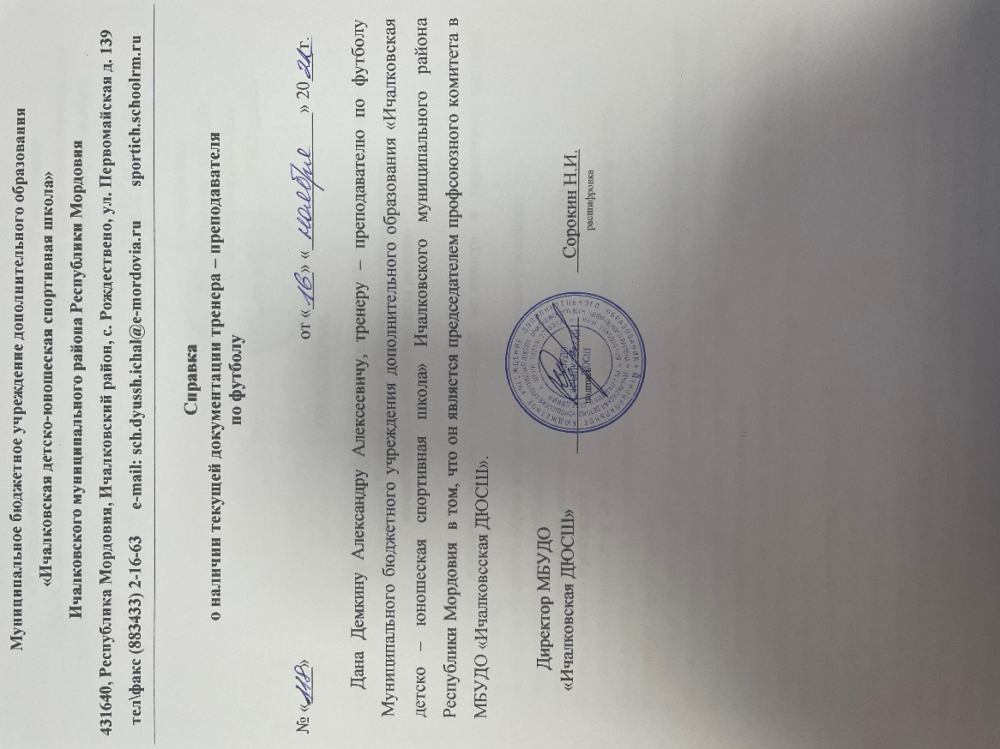 Муниципальное бюджетное учреждение дополнительного образования
«Ичалковская детско-юношеская спортивная школа»
Ичалковского муниципального района Республики Мордовия
431640, Республика Мордовия, Ичалковский район, с. Рождествено, ул. Первомайская д. 139
тел\факс (883433) 2-16-63 e-mail: sch.dyussh.ichal@e-mordovia.ru sportich.schoolrm.ru
Справка
о наличии текущей документации тренера – преподавателя
по футболу
№ «118» от «16» « ноября » 20 21г.
Дана Демкину Александру Алексеевичу, тренеру – преподавателю по футболу
Муниципального бюджетного учреждения дополнительного образования «Ичалковская
детско – юношеская спортивная школа» Ичалковского муниципального района
Республики Мордовия в том, что он является председателем профсоюзного комитета в
МБУДО «Ичалковсская ДЮСШ».
Директор МБУДО
«Ичалковская ДЮСШ» Сорокин Н.И.
подпись расшифровка